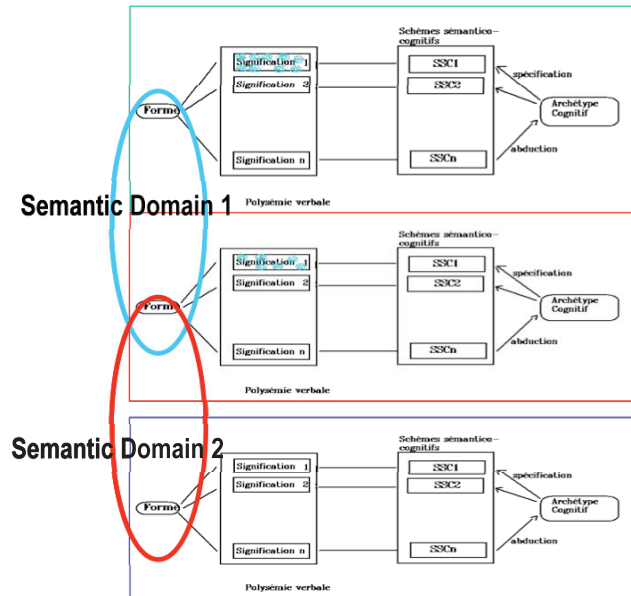 Schèmes sèmantico-
cognitifs
Signification 1
SSC1
spécification
Signification 2
SSC2
Forme
Archétype
Cognitif
Signification n
SSCn
abduction
Semantic Domain 1
Polysémie verbale
Schèmes sèmantico-
cognitifs
Signification 1
SSC1
spécification
Signification 2
SSC2
Forme
Archétype
Cognitif
Signification n
SSCn
abduction
Polysémie verbale
Semantic Domain 2
Schèmes sèmantico-
cognitifs
Signification 1
SSC1
spécification
Signification 2
SSC2
Forme
Archétype
Cognitif
Signification n
SSCn
abduction
Polysémie verbale